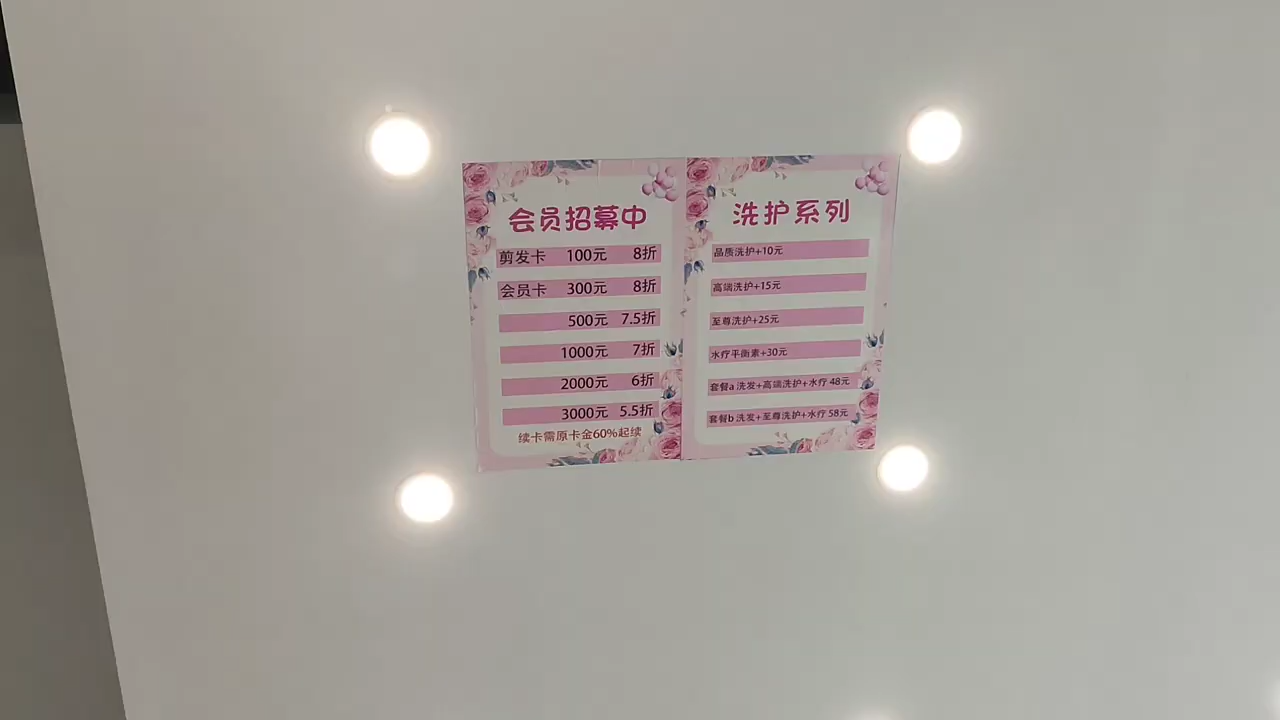 会员招募中
剪发卡 100元 8折
会员卡 300元 8折
500元 7.5折
1000元 7折
2000元 6折
3000元 5.5折
续卡需原卡金60%起续
洗护系列
品质洗护+10元
高端洗护+15元
至尊洗护+25元
水疗平衡素+30元
套餐a 洗发+高端洗护+水疗 48元
套餐b 洗发+至尊洗护+水疗 58元